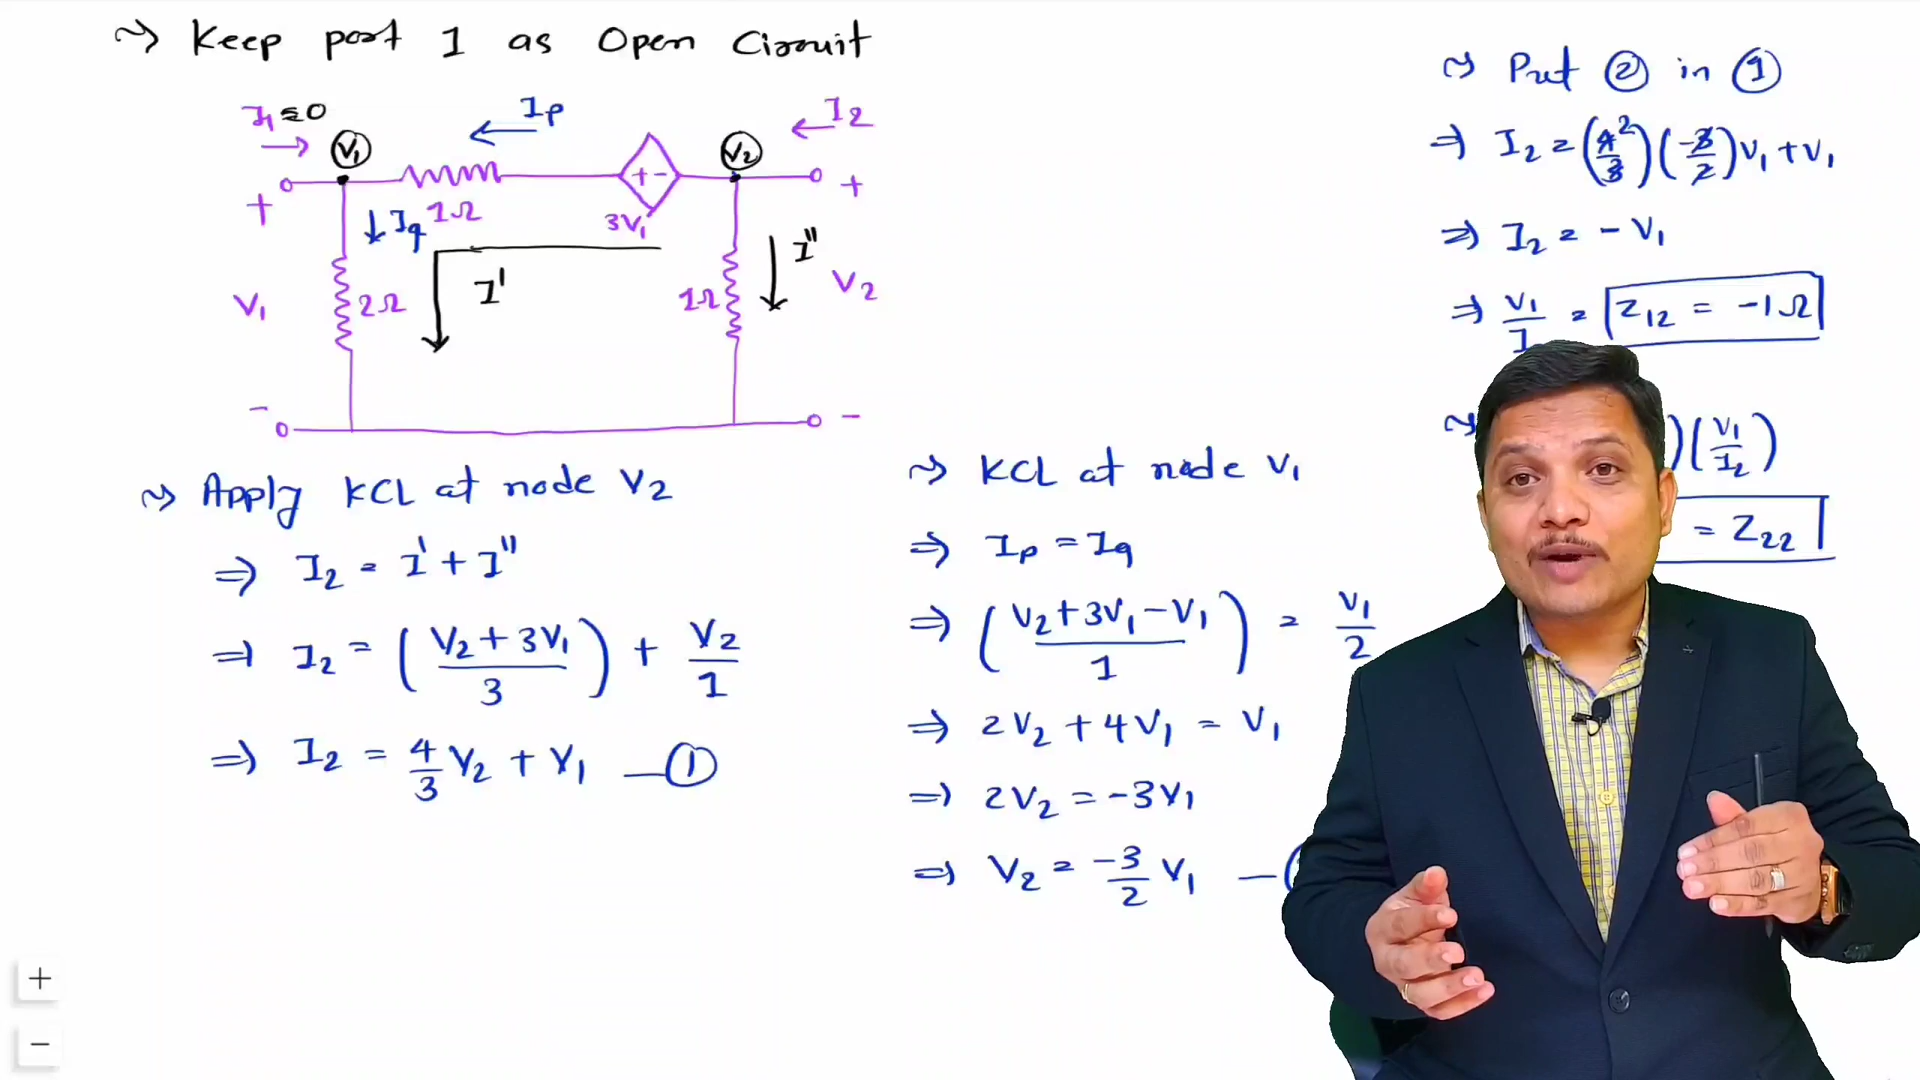 ~> Keep port 1 as Open Circuit
I1=0
Ip
I2
V1
V2
+ 1Ω + - +
Iq 3V1
I' I''
V1 2Ω 1Ω V2
- -
~> Apply KCL at node V2
⇒ I2 = I' + I''
⇒ I2 = ((V2 + 3V1)/3) + V2/1
⇒ I2 = 4/3 V2 + V1 —①
~> KCL at node V1
⇒ Ip = Iq
⇒ ((V2 + 3V1 - V1)/1) = V1/2
⇒ 2V2 + 4V1 = V1
⇒ 2V2 = -3V1
⇒ V2 = -3/2 V1 —
~> Put ② in ①
⇒ I2 = (4/3)(-3/2)V1 + V1
⇒ I2 = -V1
⇒ V1/I = Z12 = -1Ω
~> )(V1/I2)
= Z22
+
−